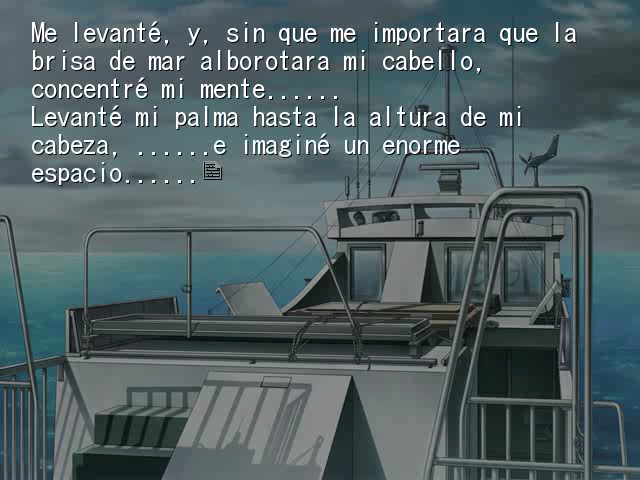 Me levanté, y, sin que me importara que la
brisa de mar alborotara mi cabello,
concentré mi mente......
Levanté mi palma hasta la altura de mi
cabeza, ......e imaginé un enorme
espacio......